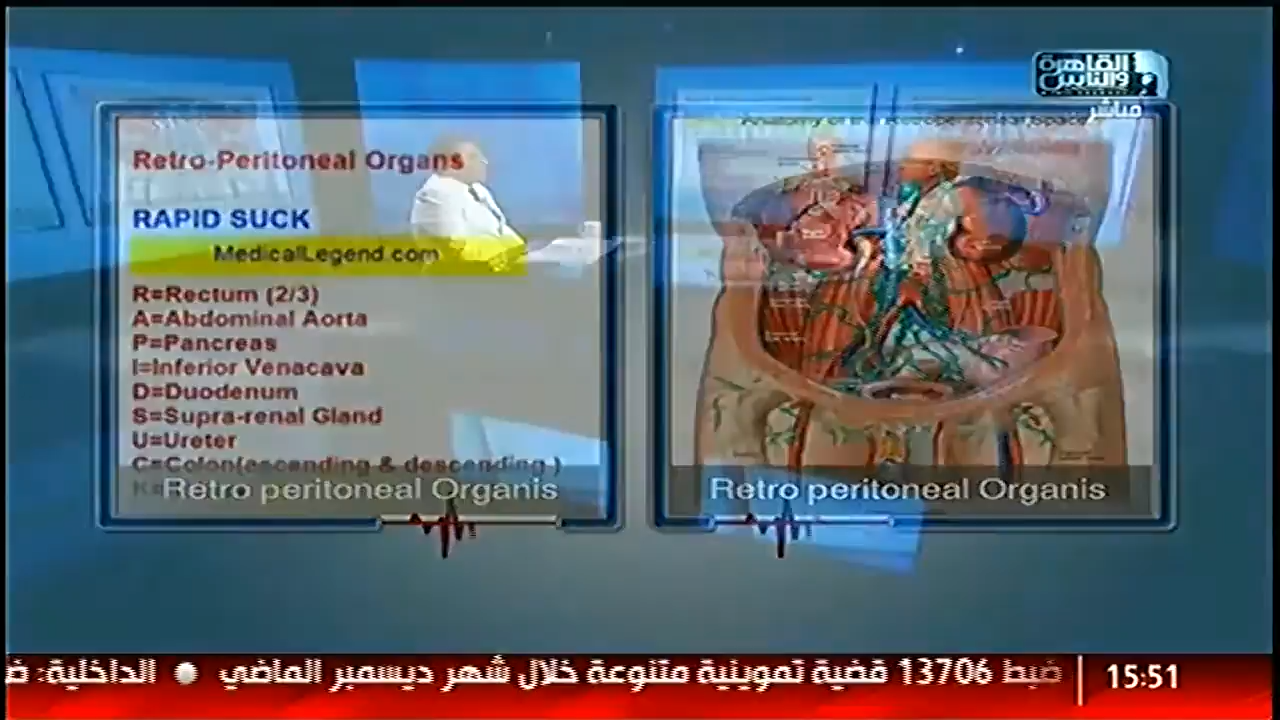 القاهرة
والناس
مباشر
Retro-Peritoneal Organs
RAPID SUCK
MedicalLegend.com
R=Rectum (2/3)
A=Abdominal Aorta
P=Pancreas
I=Inferior Venacava
D=Duodenum
S=Supra-renal Gland
U=Ureter
C=Colon(escending & descending )
Retro peritoneal Organis
Retro peritoneal Organis
ضبط 13706 قضية تموينية متنوعة خلال شهر ديسمبر الماضي
الداخلية:
15:51